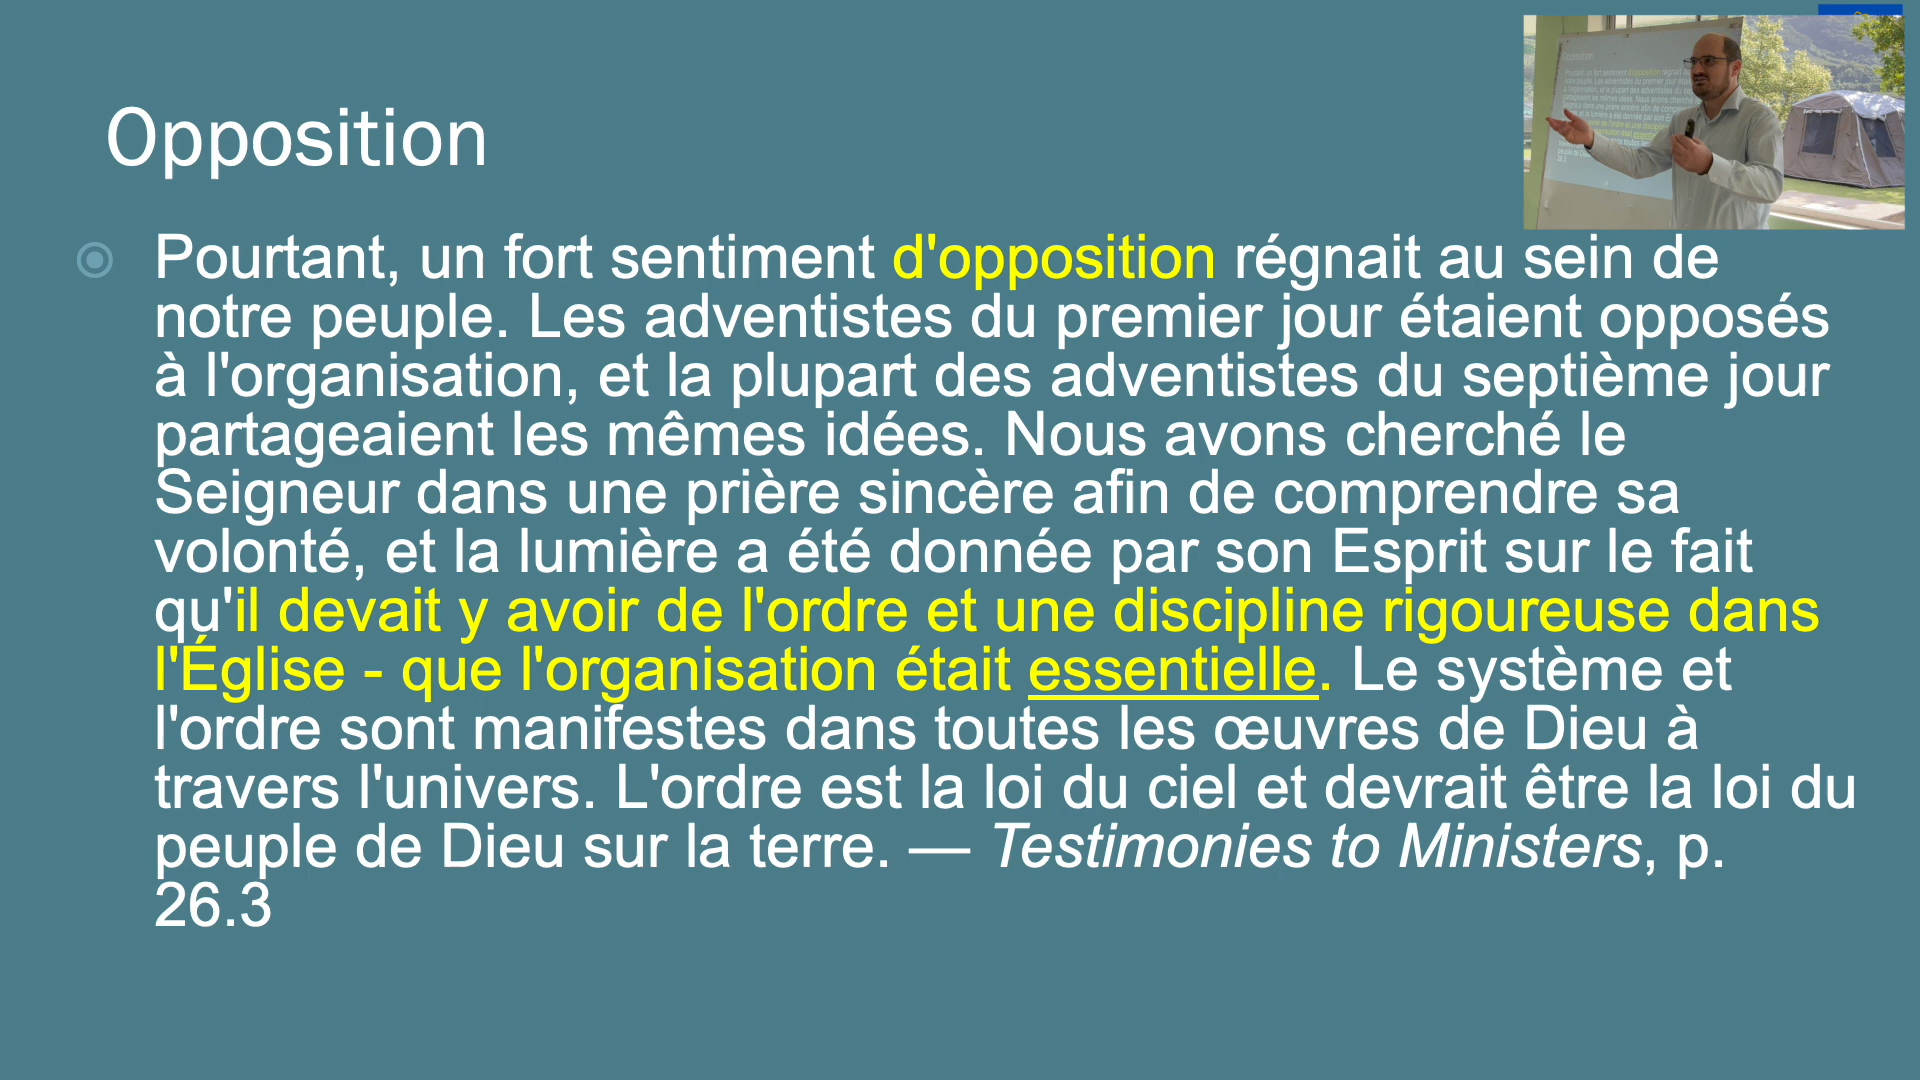 Opposition
Pourtant, un fort sentiment d'opposition régnait au sein de
notre peuple. Les adventistes du premier jour étaient opposés
à l'organisation, et la plupart des adventistes du septième jour
partageaient les mêmes idées. Nous avons cherché le
Seigneur dans une prière sincère afin de comprendre sa
volonté, et la lumière a été donnée par son Esprit sur le fait
qu'il devait y avoir de l'ordre et une discipline rigoureuse dans
l'Église - que l'organisation était essentielle. Le système et
l'ordre sont manifestes dans toutes les œuvres de Dieu à
travers l'univers. L'ordre est la loi du ciel et devrait être la loi du
peuple de Dieu sur la terre. — Testimonies to Ministers, p.
26.3